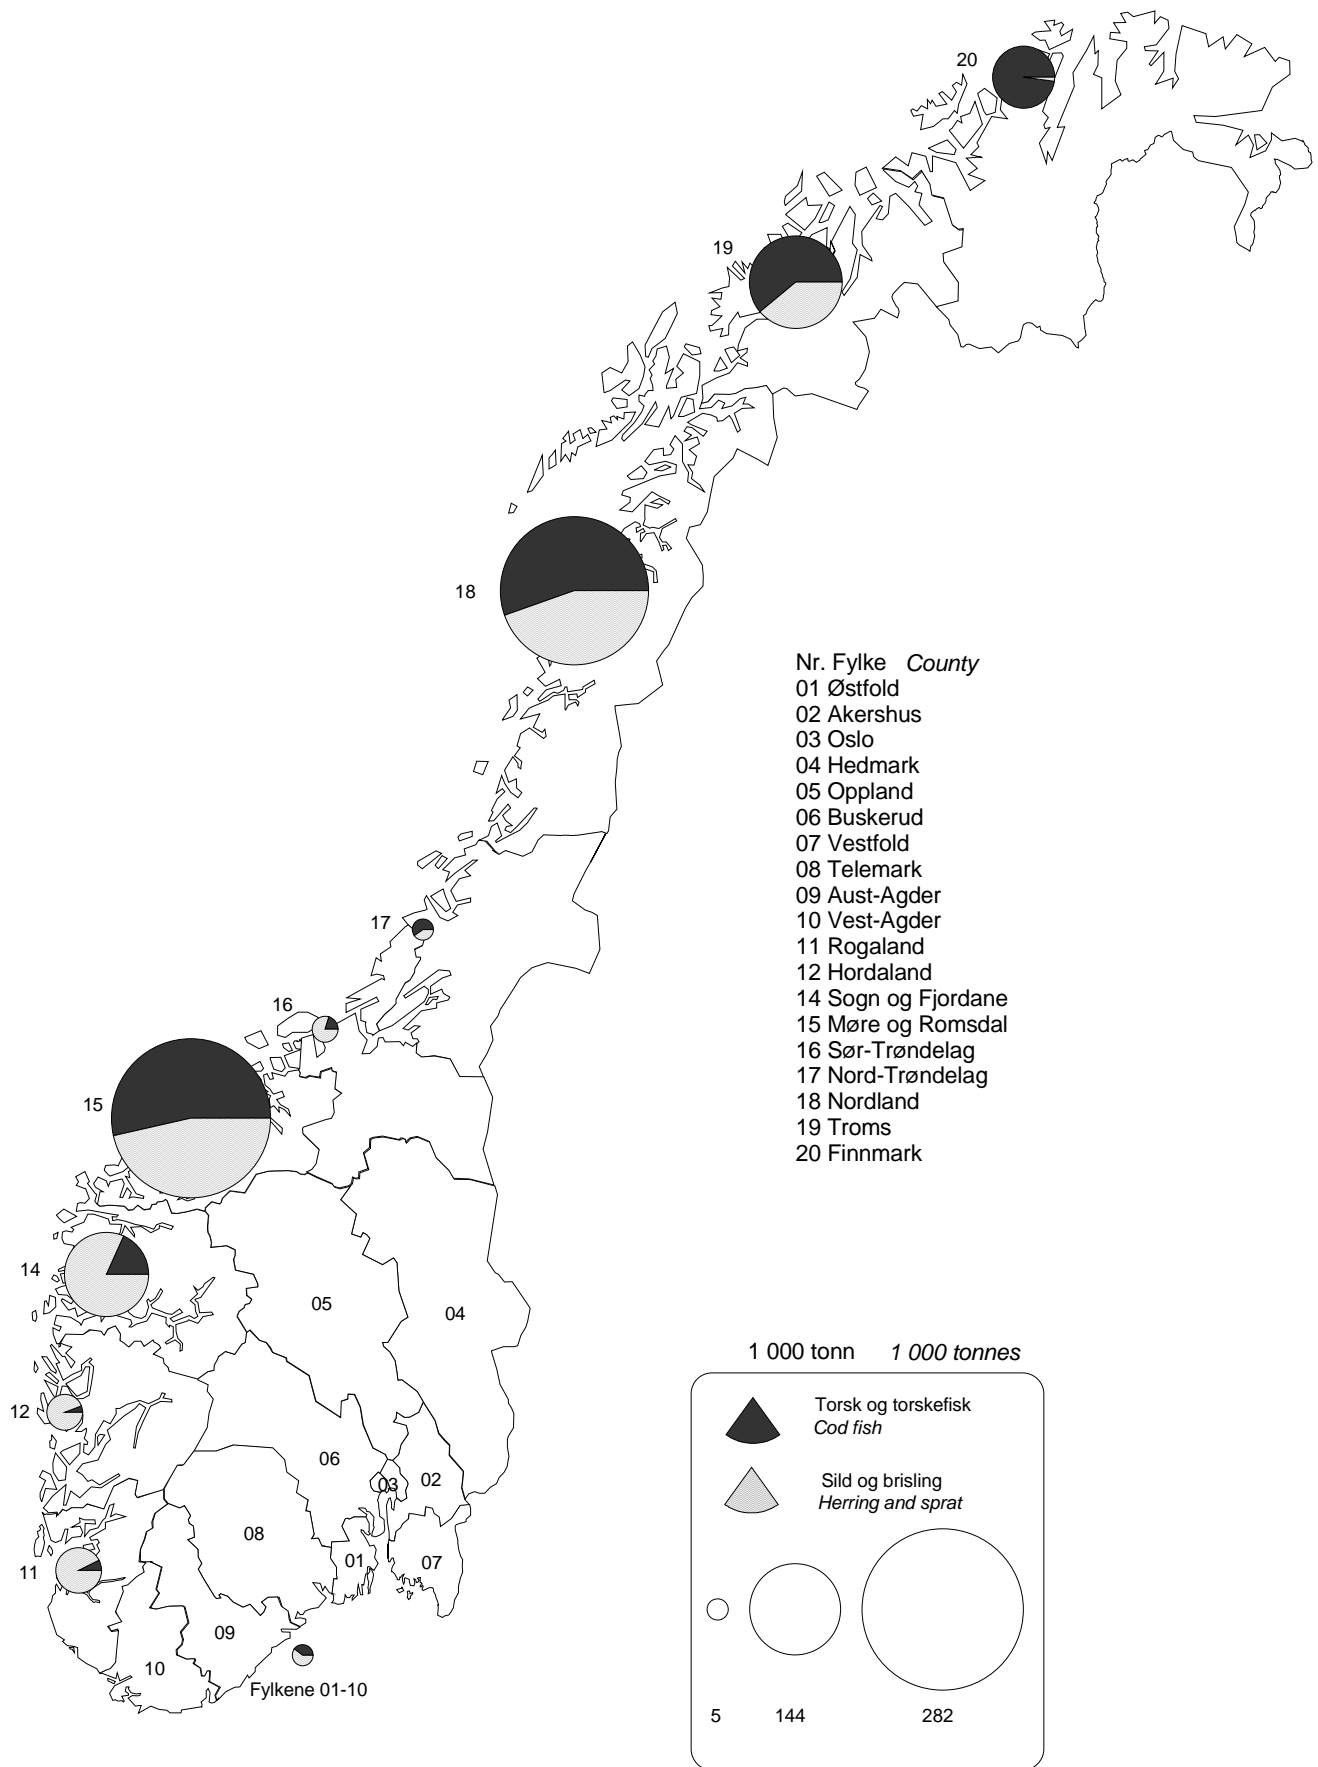 20
19
18
Nr. Fylke County
01 Østfold
02 Akershus
03 Oslo
04 Hedmark
05 Oppland
06 Buskerud
07 Vestfold
08 Telemark
09 Aust-Agder
10 Vest-Agder
11 Rogaland
12 Hordaland
14 Sogn og Fjordane
15 Møre og Romsdal
16 Sør-Trøndelag
17 Nord-Trøndelag
18 Nordland
19 Troms
20 Finnmark
17
16
15
14
05
04
12
06
02
03
08
01
07
11
09
10
Fylkene 01-10
1 000 tonn 1 000 tonnes
Torsk og torskefisk
Cod fish
Sild og brisling
Herring and sprat
5 144 282